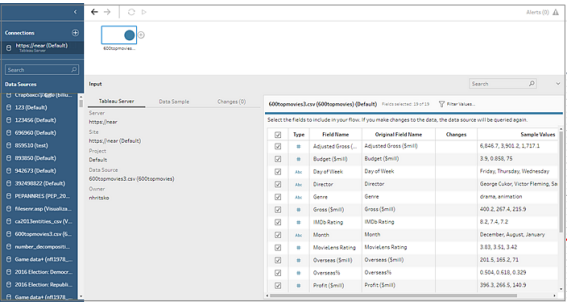 Alerts (0)
Connections
https://near (Default)
Tableau Server
600topmovies...
Search
Data Sources
123 (Default)
123456 (Default)
696960 (Default)
859510 (test)
893850 (Default)
942673 (Default)
392498622 (Default)
PEPANNRES (PEP_20...
filesenr.asp (Visualiza...
ca2013entities_csv (V...
600topmovies3.csv (6...
number_decompositi...
Game data+ (nfl1978_...
2016 Election: Democr...
2016 Election: Republi...
Game data+ (nfl1978_...
Input
Search
Tableau Server
Data Sample
Changes (0)
Server
https://near
Site
https://near (Default)
Project
Default
Data Source
600topmovies3.csv (600topmovies)
Owner
nhritsko
600topmovies3.csv (600topmovies) (Default)
Fields selected: 19 of 19
Filter Values...
Select the fields to include in your flow. If you make changes to the data, the data source will be queried again.
Type Field Name Original Field Name Changes Sample Values
# Adjusted Gross (... Adjusted Gross ($mill) 6,846.7, 3,901.2, 1,717.1
# Budget ($mill) Budget ($mill) 3.9, 0.858, 75
Abc Day of Week Day of Week Friday, Thursday, Wednesday
Abc Director Director George Cukor, Victor Fleming, Sa
Abc Genre Genre drama, animation
# Gross ($mill) Gross ($mill) 400.2, 267.4, 215.9
# IMDb Rating IMDb Rating 8.2, 7.4, 7.2
Abc Month Month December, August, January
# MovieLens Rating MovieLens Rating 3.83, 3.51, 3.42
# Overseas ($mill) Overseas ($mill) 201.5, 165.2, 71
# Overseas% Overseas% 0.504, 0.618, 0.329
# Profit ($mill) Profit ($mill) 396.3, 266.5, 140.9